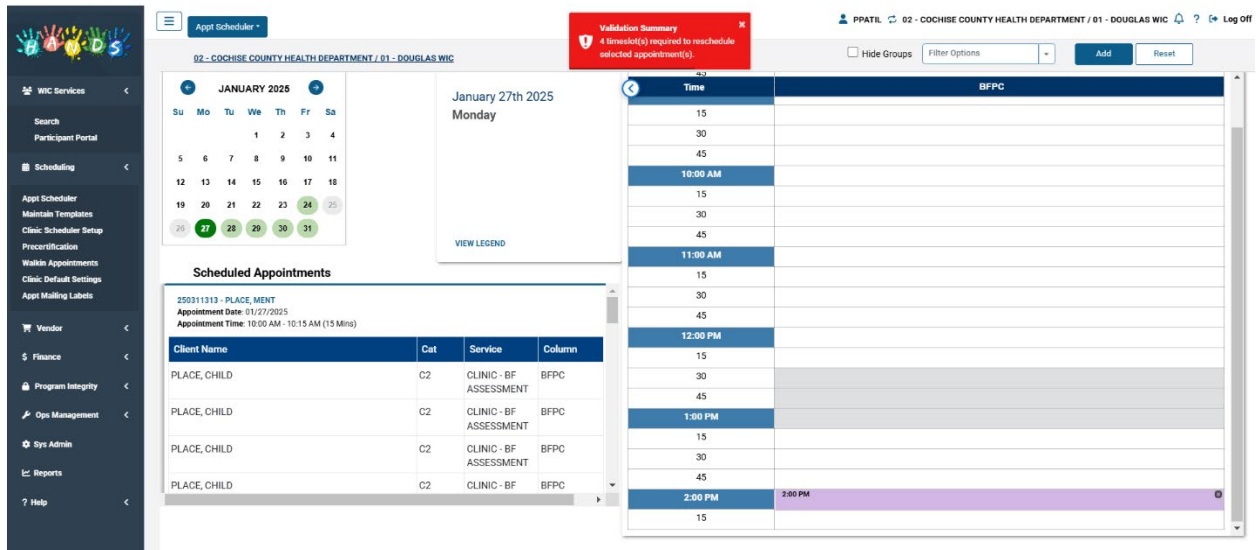 HANDS
Appt Scheduler
Validation Summary
4 timeslot(s) required to reschedule
selected appointment(s).
PPATIL 02 - COCHISE COUNTY HEALTH DEPARTMENT / 01 - DOUGLAS WIC ? Log Off
02 - COCHISE COUNTY HEALTH DEPARTMENT / 01 - DOUGLAS WIC
Hide Groups Filter Options Add Reset
WIC Services
Search
Participant Portal
Scheduling
Appt Scheduler
Maintain Templates
Clinic Scheduler Setup
Precertification
Walkin Appointments
Clinic Default Settings
Appt Mailing Labels
Vendor
$ Finance
Program Integrity
Ops Management
Sys Admin
Reports
? Help
JANUARY 2025
Su Mo Tu We Th Fr Sa
1 2 3 4
5 6 7 8 9 10 11
12 13 14 15 16 17 18
19 20 21 22 23 24 25
26 27 28 29 30 31
January 27th 2025
Monday
VIEW LEGEND
Scheduled Appointments
250311313 - PLACE, MENT
Appointment Date: 01/27/2025
Appointment Time: 10:00 AM - 10:15 AM (15 Mins)
Client Name Cat Service Column
PLACE, CHILD C2 CLINIC - BF BFPC
ASSESSMENT
PLACE, CHILD C2 CLINIC - BF BFPC
ASSESSMENT
PLACE, CHILD C2 CLINIC - BF BFPC
ASSESSMENT
PLACE, CHILD C2 CLINIC - BF BFPC
45
Time BFPC
15
30
45
10:00 AM
15
30
45
11:00 AM
15
30
45
12:00 PM
15
30
45
1:00 PM
15
30
45
2:00 PM 2:00 PM
15